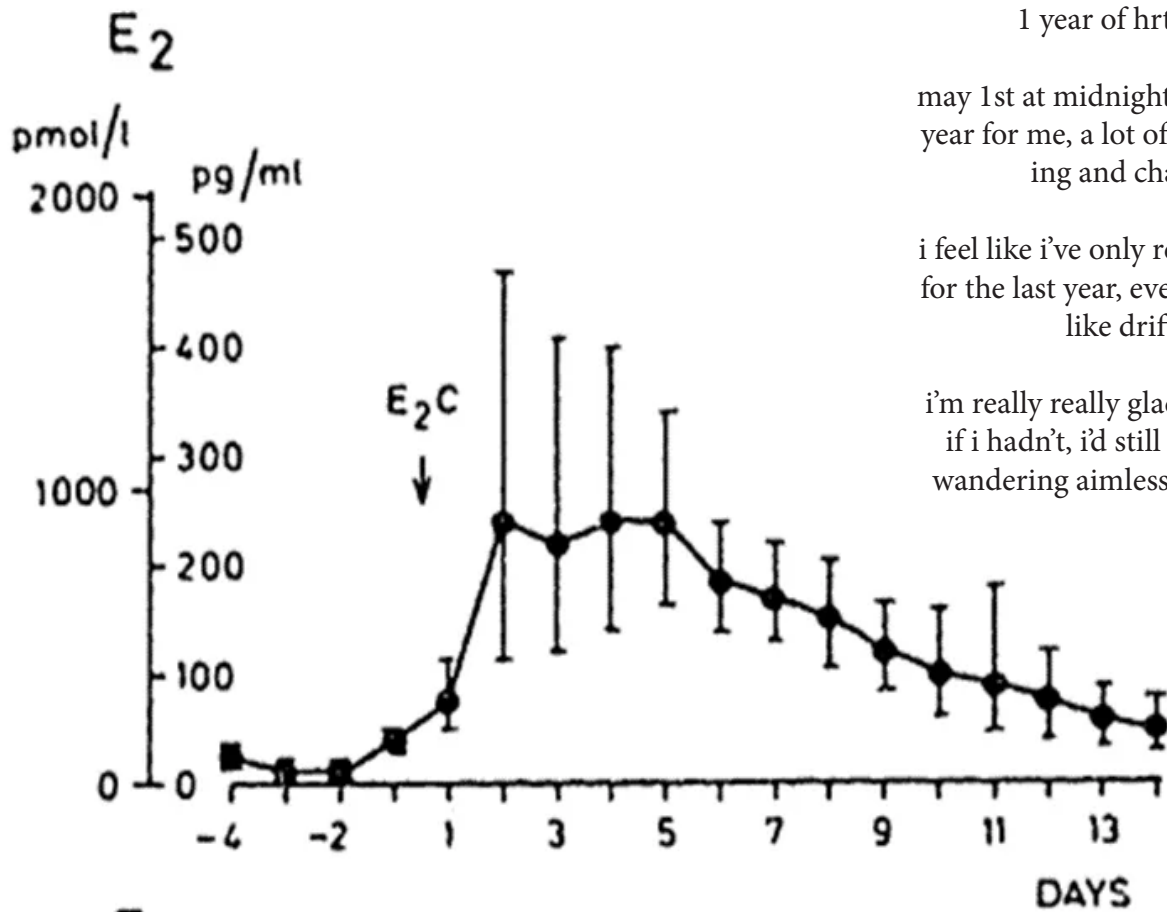 E2
pmol/l
pg/ml
2000
500
400
E2C
300
1000
200
100
0
0
-4
-2
1
3
5
7
9
11
13
DAYS
1 year of hrt
may 1st at midnight
year for me, a lot of
ing and cha
i feel like i've only re
for the last year, eve
like drif
i'm really really glad
if i hadn't, i'd still
wandering aimless